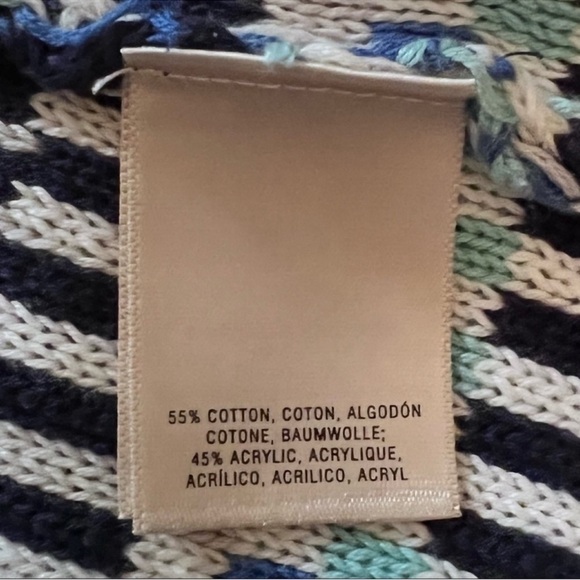 55% COTTON, COTON, ALGODÓN
COTONE, BAUMWOLLE;
45% ACRYLIC, ACRYLIQUE,
ACRÍLICO, ACRILICO, ACRYL